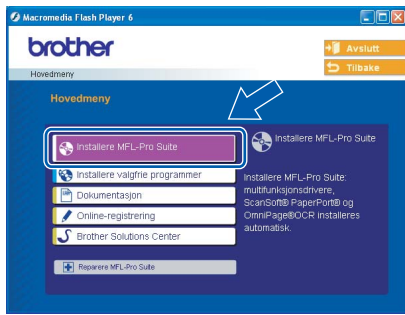 Macromedia Flash Player 6
brother
Avslutt
Tilbake
Hovedmeny
Hovedmeny
Installere MFL-Pro Suite
Installere valgfrie programmer
Dokumentasjon
Online-registrering
Brother Solutions Center
Reparere MFL-Pro Suite
Installere MFL-Pro Suite
Installere MFL-Pro Suite:
multifunksjonsdrivere,
ScanSoft® PaperPort® og
OmniPage®OCR installeres
automatisk.